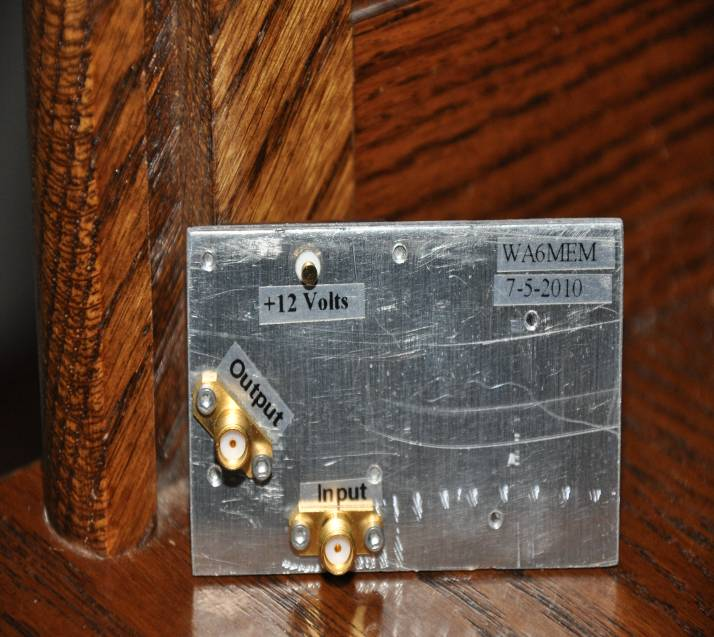 WA6MEM
7-5-2010
+12 Volts
Output
Input